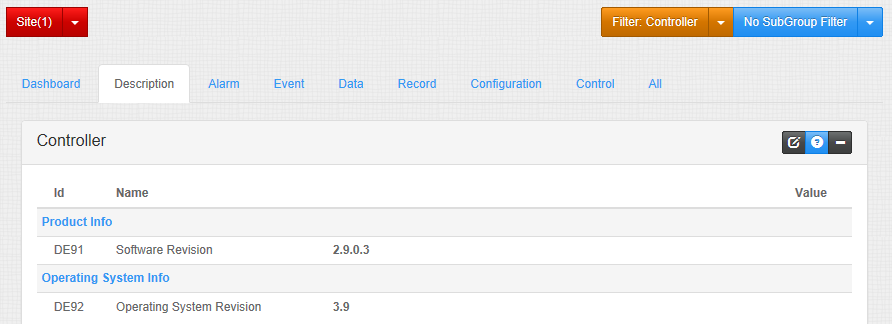 Site(1) Filter: Controller No SubGroup Filter
Dashboard Description Alarm Event Data Record Configuration Control All
Controller
Id Name Value
Product Info
DE91 Software Revision 2.9.0.3
Operating System Info
DE92 Operating System Revision 3.9